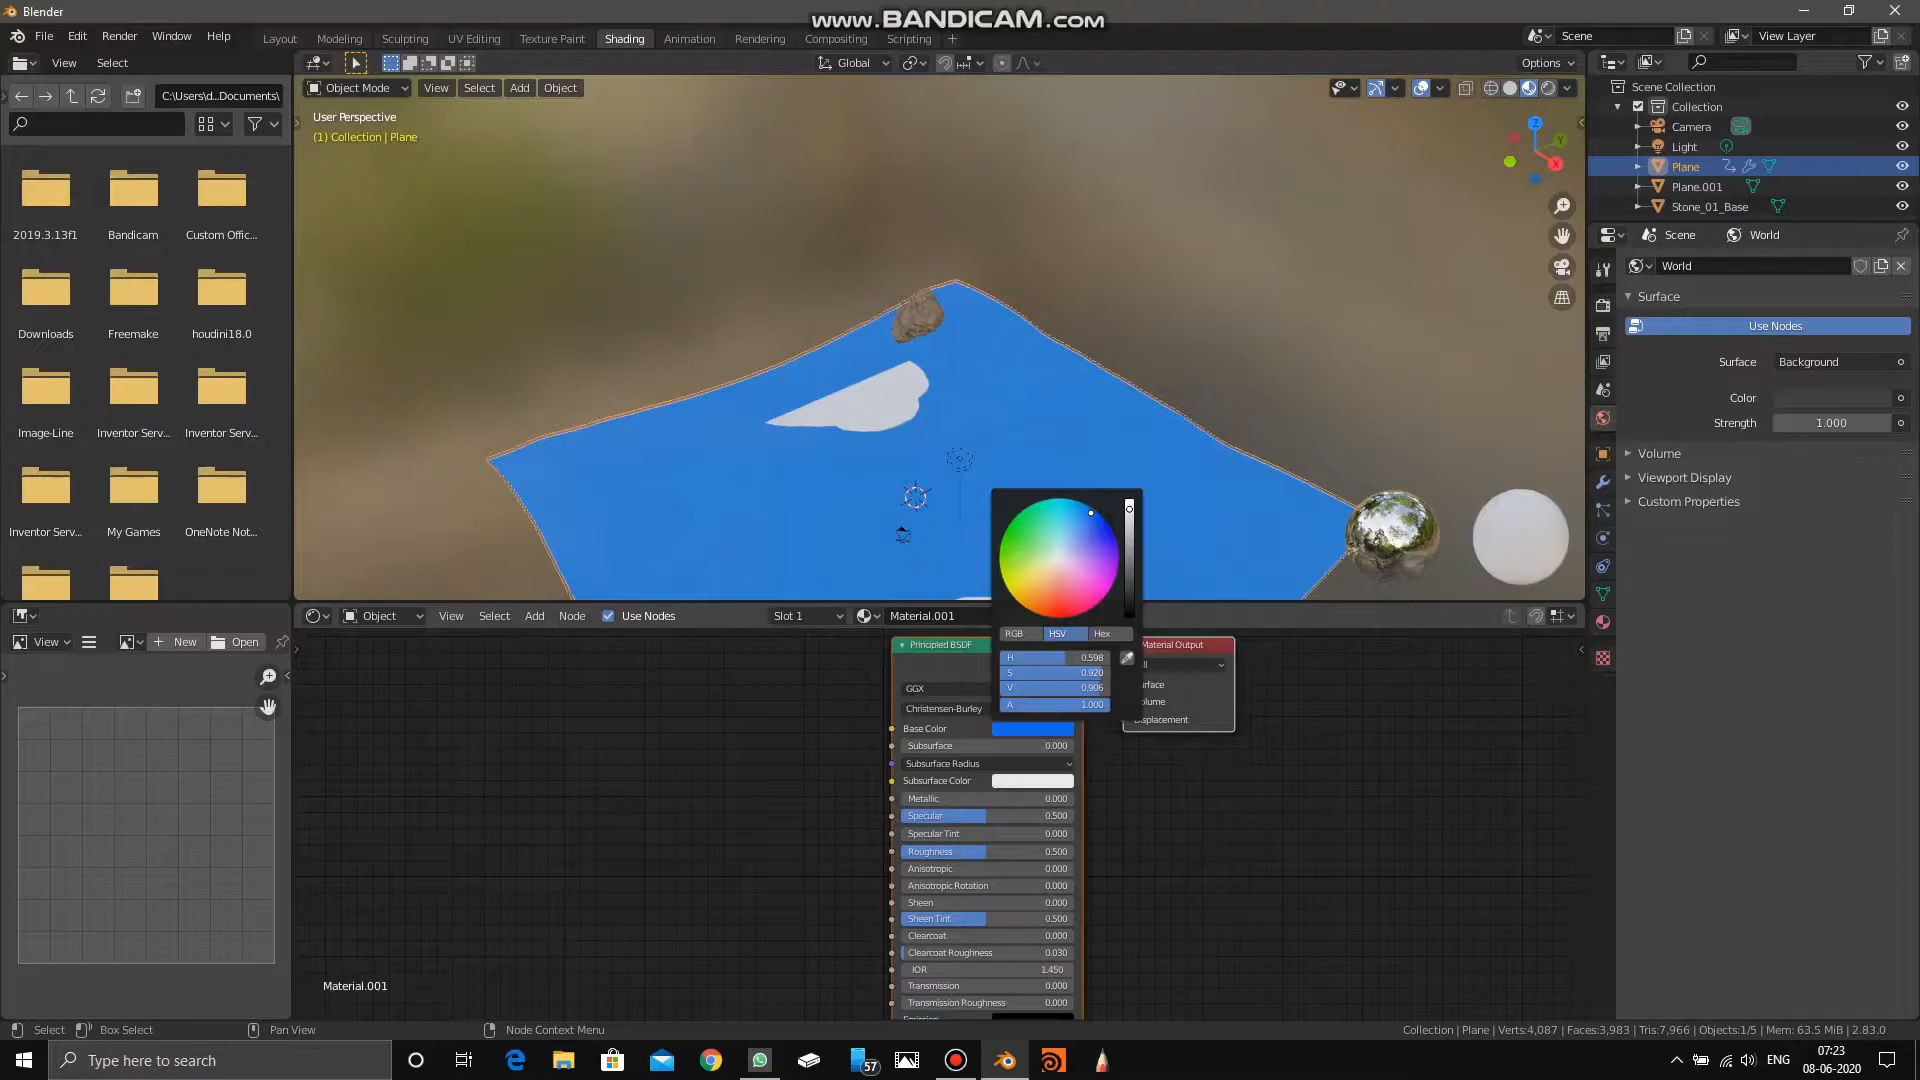 Blender
www.BANDICAM.com
File Edit Render Window Help
Layout Modeling Sculpting UV Editing Texture Paint Shading Animation Rendering Compositing Scripting +
Scene View Layer
View Select
Global Options
C:\Users\d...Documents\
Object Mode View Select Add Object
User Perspective
(1) Collection | Plane
Z
Y
X
Scene Collection
Collection
Camera
Light
Plane
Plane.001
Stone_01_Base
Scene World
World
Surface
Use Nodes
Surface Background
Color
Strength 1.000
Volume
Viewport Display
Custom Properties
2019.3.13f1 Bandicam Custom Offic...
Downloads Freemake houdini18.0
Image-Line Inventor Serv... Inventor Serv...
Inventor Serv... My Games OneNote Not...
View New Open
Object View Select Add Node Use Nodes Slot 1 Material.001
RGB HSV Hex
H 0.598
S 0.920
V 0.906
A 1.000
Principled BSDF
GGX
Christensen-Burley
Base Color
Subsurface 0.000
Subsurface Radius
Subsurface Color
Metallic 0.000
Specular 0.500
Specular Tint 0.000
Roughness 0.500
Anisotropic 0.000
Anisotropic Rotation 0.000
Sheen 0.000
Sheen Tint 0.500
Clearcoat 0.000
Clearcoat Roughness 0.030
IOR 1.450
Transmission 0.000
Transmission Roughness 0.000
Material Output
ll
rface
olume
Displacement
Material.001
Select Box Select Pan View Node Context Menu
Collection | Plane | Verts:4,087 | Faces:3,983 | Tris:7,966 | Objects:1/5 | Mem: 63.5 MiB | 2.83.0
Type here to search
57
ENG
07:23
08-06-2020